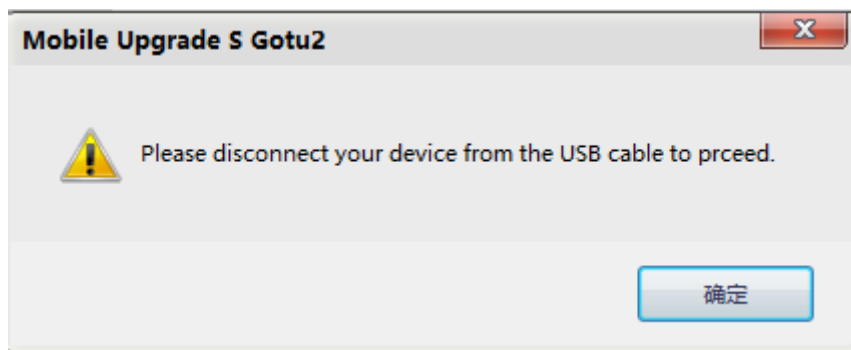 Mobile Upgrade S Gotu2
Please disconnect your device from the USB cable to prceed.
确定